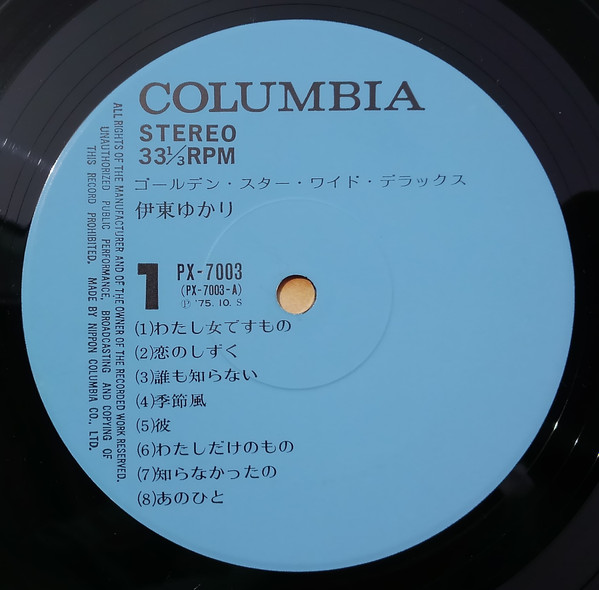 COLUMBIA
STEREO
33⅓RPM
ゴールデン・スター・ワイド・デラックス
伊東ゆかり
1
PX-7003
(PX-7003-A)
Ⓟ '75. 10. S
(1)わたし女ですもの
(2)恋のしずく
(3)誰も知らない
(4)季節風
(5)彼
(6)わたしだけのもの
(7)知らなかったの
(8)あのひと
ALL RIGHTS OF THE MANUFACTURER AND OF THE OWNER OF THE RECORDED WORK RESERVED.
UNAUTHORIZED PUBLIC PERFORMANCE, BROADCASTING AND COPYING OF
THIS RECORD PROHIBITED. MADE BY NIPPON COLUMBIA CO., LTD.